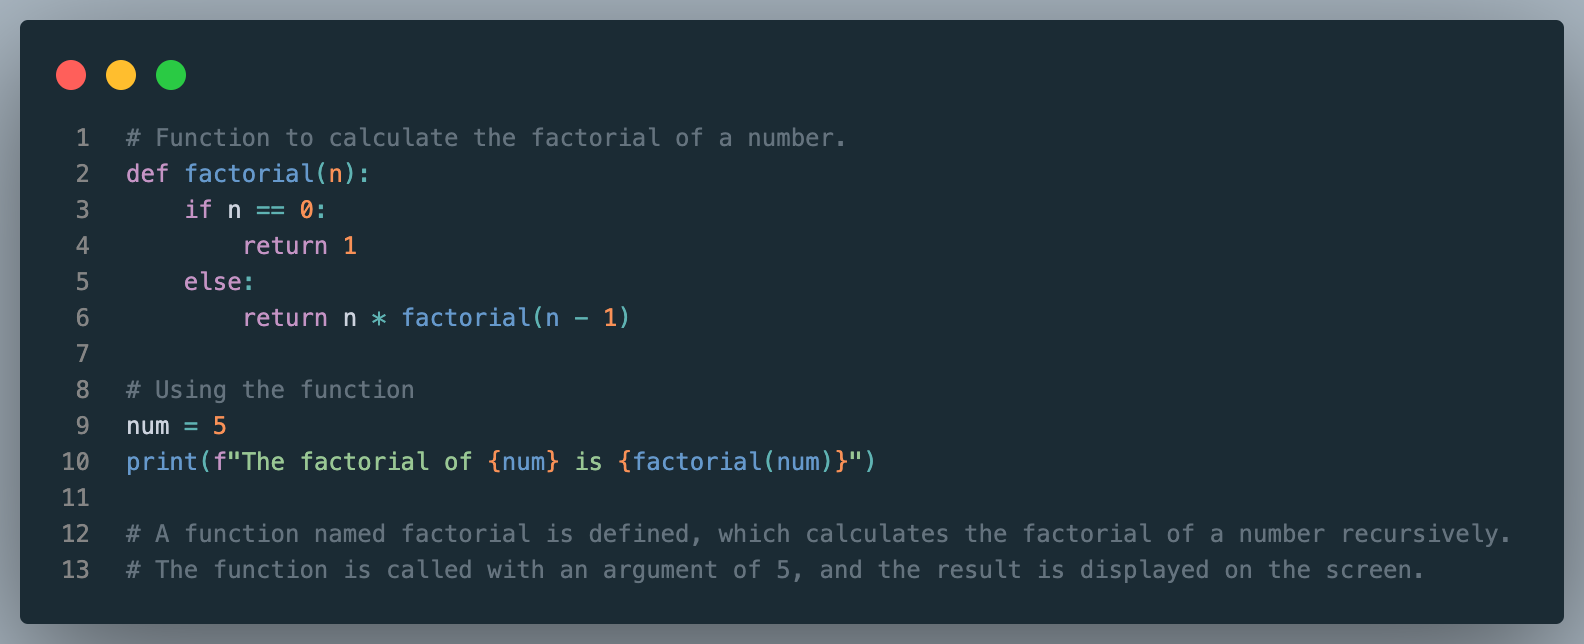 1 # Function to calculate the factorial of a number.
2 def factorial(n):
3     if n == 0:
4         return 1
5     else:
6         return n * factorial(n - 1)
7
8 # Using the function
9 num = 5
10 print(f"The factorial of {num} is {factorial(num)}")
11
12 # A function named factorial is defined, which calculates the factorial of a number recursively.
13 # The function is called with an argument of 5, and the result is displayed on the screen.